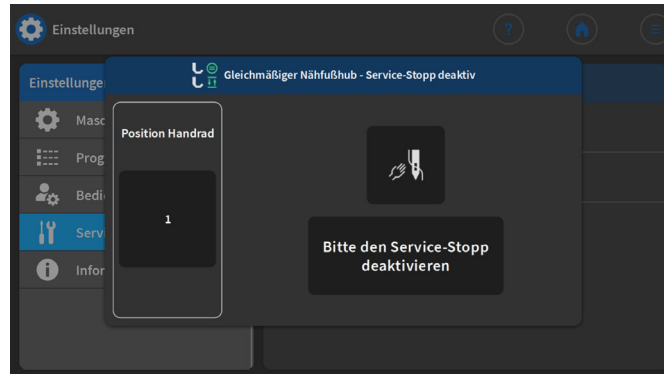 Einstellungen
?
Einstellunge
Gleichmäßiger Nähfußhub - Service-Stopp deaktiv
Masc
Prog
Bedi
Servi
Infor
Position Handrad
1
Bitte den Service-Stopp
deaktivieren